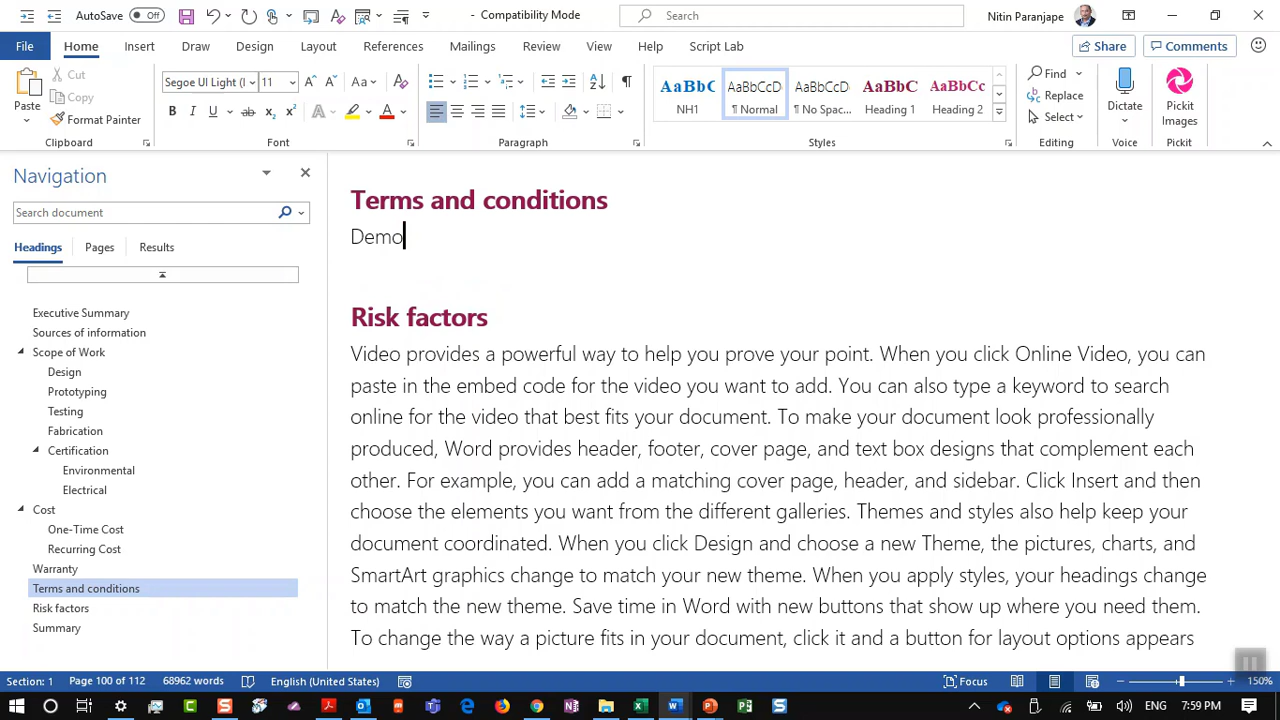 AutoSave Off
- Compatibility Mode
Search
Nitin Paranjape
File Home Insert Draw Design Layout References Mailings Review View Help Script Lab
Share Comments
Paste
Cut
Copy
Format Painter
Segoe UI Light ( 11
Aa
B I U ab x2 x2 A A
AaBbC
NH1
AaBbCcD
¶ Normal
AaBbCcD
¶ No Spac...
AaBbC
Heading 1
AaBbCc
Heading 2
Find
Replace
Select
Dictate
Pickit Images
Clipboard Font Paragraph Styles Editing Voice Pickit
Navigation
Search document
Headings Pages Results
Executive Summary
Sources of information
Scope of Work
Design
Prototyping
Testing
Fabrication
Certification
Environmental
Electrical
Cost
One-Time Cost
Recurring Cost
Warranty
Terms and conditions
Risk factors
Summary
Terms and conditions
Demo
Risk factors
Video provides a powerful way to help you prove your point. When you click Online Video, you can
paste in the embed code for the video you want to add. You can also type a keyword to search
online for the video that best fits your document. To make your document look professionally
produced, Word provides header, footer, cover page, and text box designs that complement each
other. For example, you can add a matching cover page, header, and sidebar. Click Insert and then
choose the elements you want from the different galleries. Themes and styles also help keep your
document coordinated. When you click Design and choose a new Theme, the pictures, charts, and
SmartArt graphics change to match your new theme. When you apply styles, your headings change
to match the new theme. Save time in Word with new buttons that show up where you need them.
To change the way a picture fits in your document, click it and a button for layout options appears
Section: 1 Page 100 of 112 68962 words English (United States) Focus 150%
ENG 7:59 PM